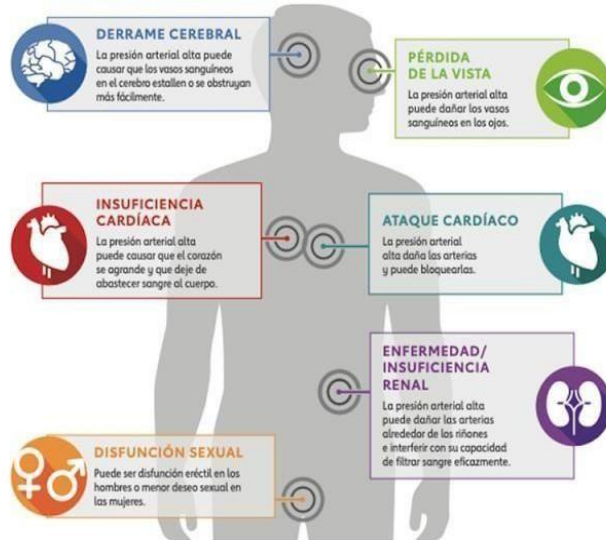 DERRAME CEREBRAL
La presión arterial alta puede
causar que los vasos sanguíneos
en el cerebro estallen o se obstruyan
más fácilmente.
PÉRDIDA
DE LA VISTA
La presión arterial alta
puede dañar los vasos
sanguíneos en los ojos.
INSUFICIENCIA
CARDÍACA
La presión arterial alta
puede causar que el corazón
se agrande y que deje de
abastecer sangre al cuerpo.
ATAQUE CARDÍACO
La presión arterial
alta daña las arterias
y puede bloquearlas.
ENFERMEDAD/
INSUFICIENCIA
RENAL
La presión arterial alta
puede dañar las arterias
alrededor de los riñones
e interferir con su capacidad
de filtrar sangre eficazmente.
DISFUNCIÓN SEXUAL
Puede ser disfunción eréctil en los
hombres o menor deseo sexual en
las mujeres.